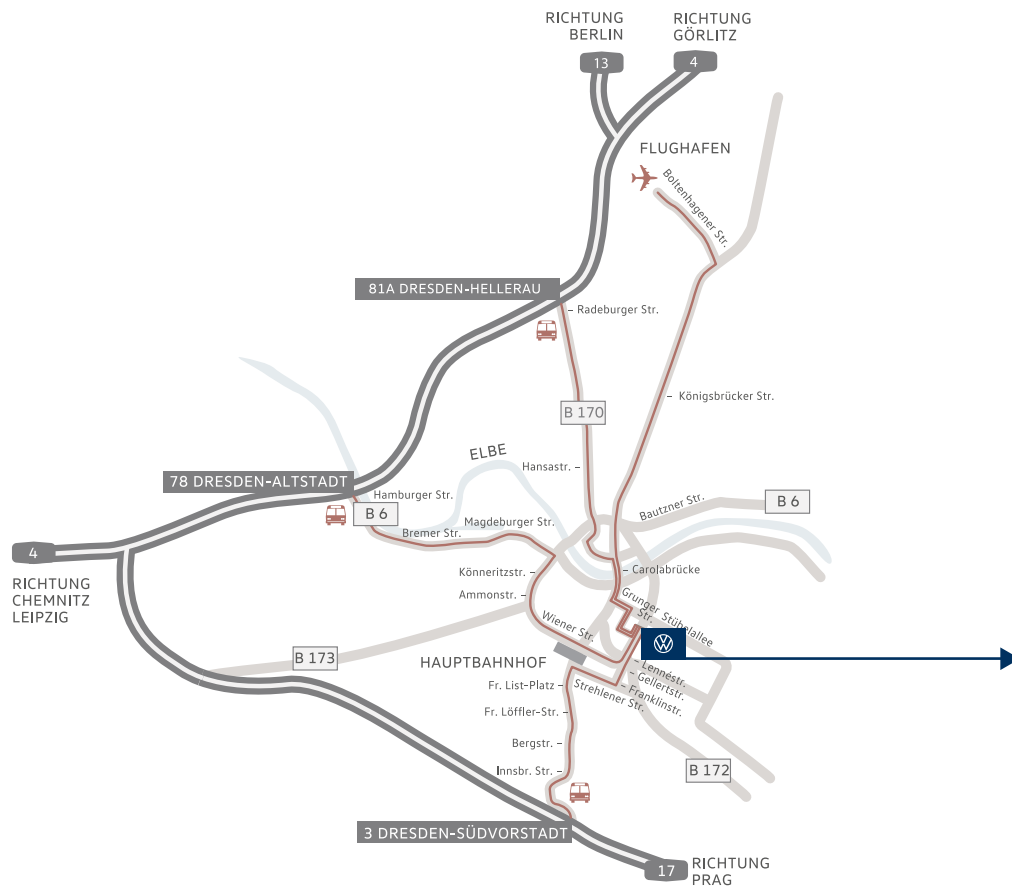 RICHTUNG
BERLIN
RICHTUNG
GÖRLITZ
13
4
FLUGHAFEN
Boltenhagener Str.
81A DRESDEN-HELLERAU
Radeburger Str.
Königsbrücker Str.
B 170
ELBE
Hansastr.
78 DRESDEN-ALTSTADT
Hamburger Str.
B 6
Bautzner Str.
B 6
Magdeburger Str.
Bremer Str.
4
RICHTUNG
CHEMNITZ
LEIPZIG
Könneritzstr.
Carolabrücke
Ammonstr.
Grunger Stübelallee
Str.
Wiener Str.
B 173
HAUPTBAHNHOF
Lennéstr.
Gellertstr.
Fr. List-Platz
Strehlener Str.
Franklinstr.
Fr. Löffler-Str.
Bergstr.
Innsbr. Str.
B 172
3 DRESDEN-SÜDVORSTADT
17
RICHTUNG
PRAG